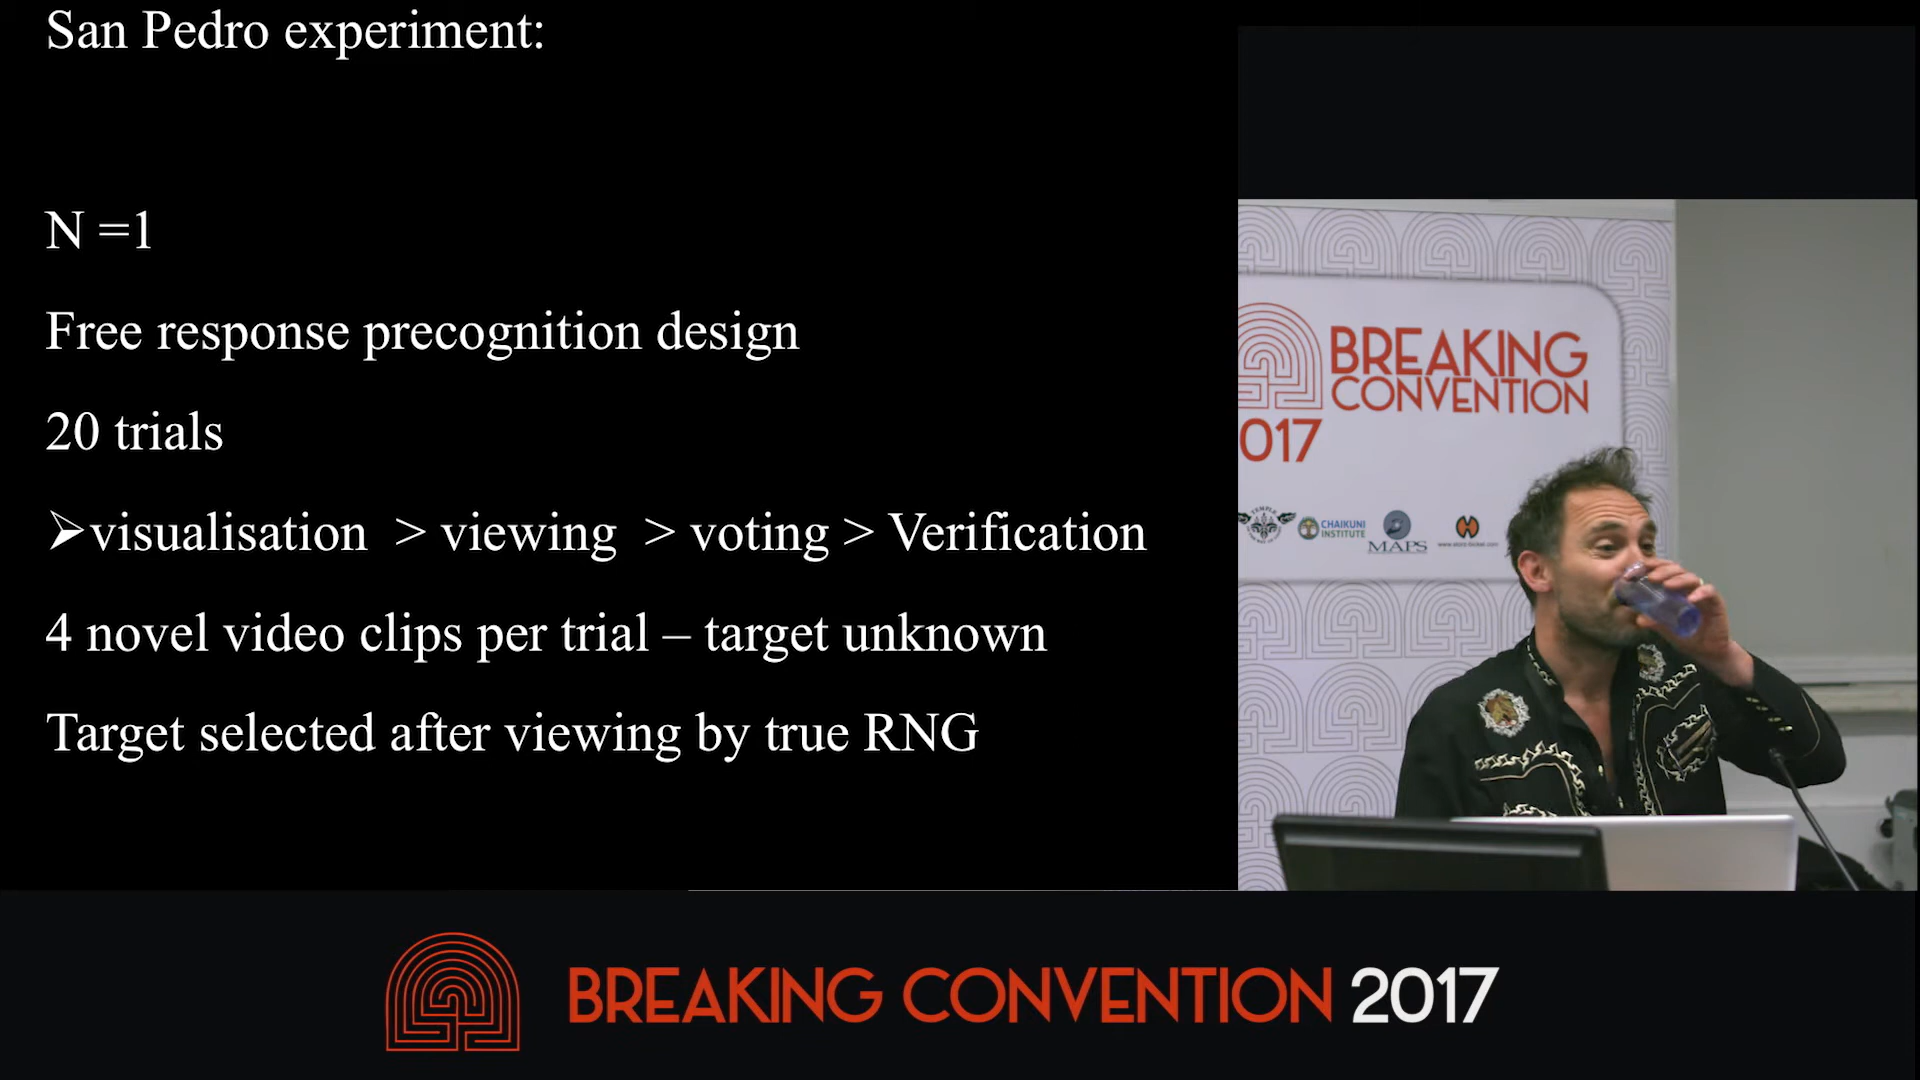 San Pedro experiment:
N =1
Free response precognition design
20 trials
➢visualisation > viewing > voting > Verification
4 novel video clips per trial – target unknown
Target selected after viewing by true RNG
BREAKING
CONVENTION
017
TEMPLE
CHAIKUNI
INSTITUTE
MAPS
BREAKING CONVENTION 2017